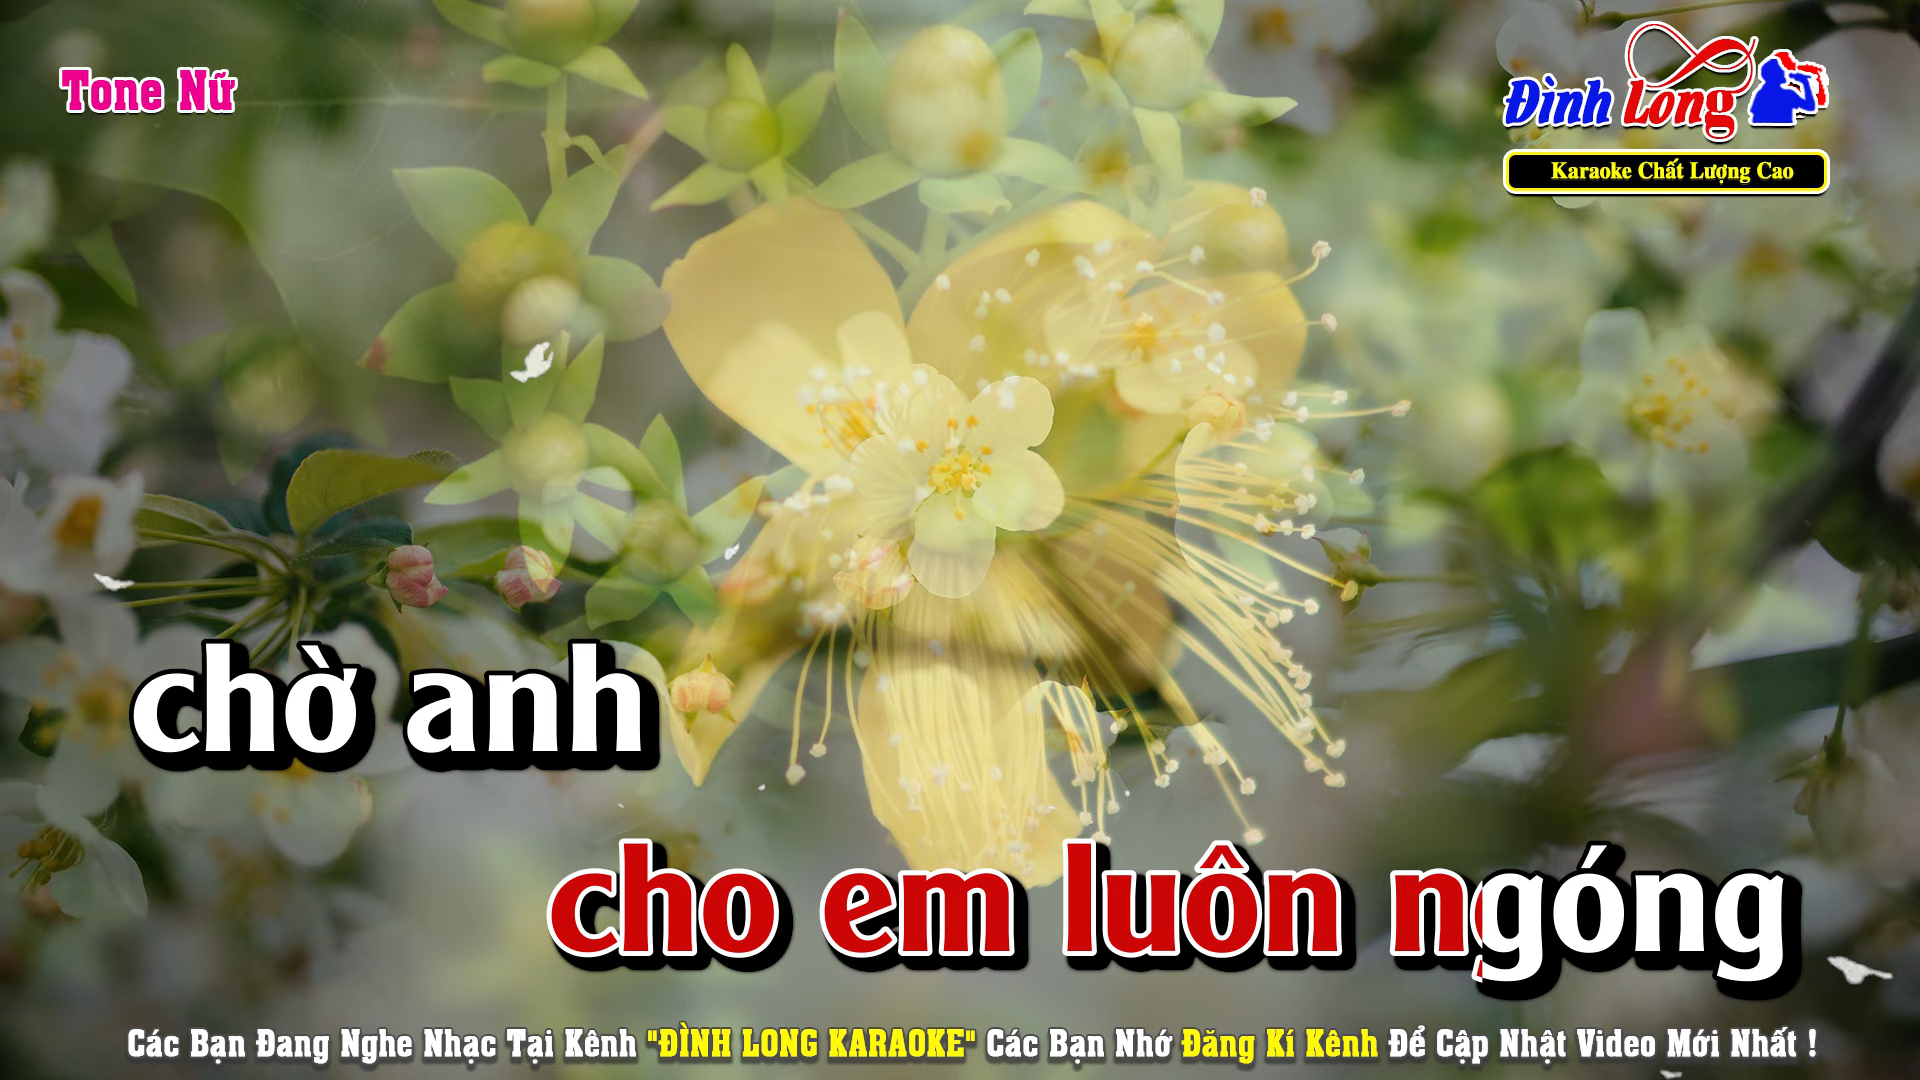 Tone Nữ
Đình Long
Karaoke Chất Lượng Cao
chờ anh
cho em luôn ngóng
Các Bạn Đang Nghe Nhạc Tại Kênh "ĐÌNH LONG KARAOKE" Các Bạn Nhớ Đăng Kí Kênh Để Cập Nhật Video Mới Nhất !